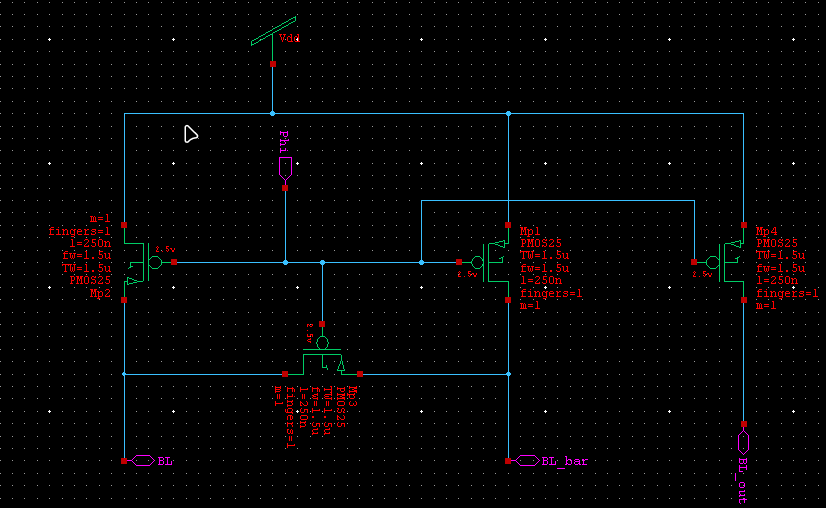 Vdd
Phi
m=1
fingers=1
l=250n
fw=1.5u
TW=1.5u
PMOS25
Mp2
2.5v
Mp1
PMOS25
TW=1.5u
fw=1.5u
l=250n
fingers=1
m=1
2.5v
Mp4
PMOS25
TW=1.5u
fw=1.5u
l=250n
fingers=1
m=1
2.5v
2.5v
Mp3
PMOS25
TW=1.5u
fw=1.5u
l=250n
fingers=1
m=1
BL
BL_bar
BL_out